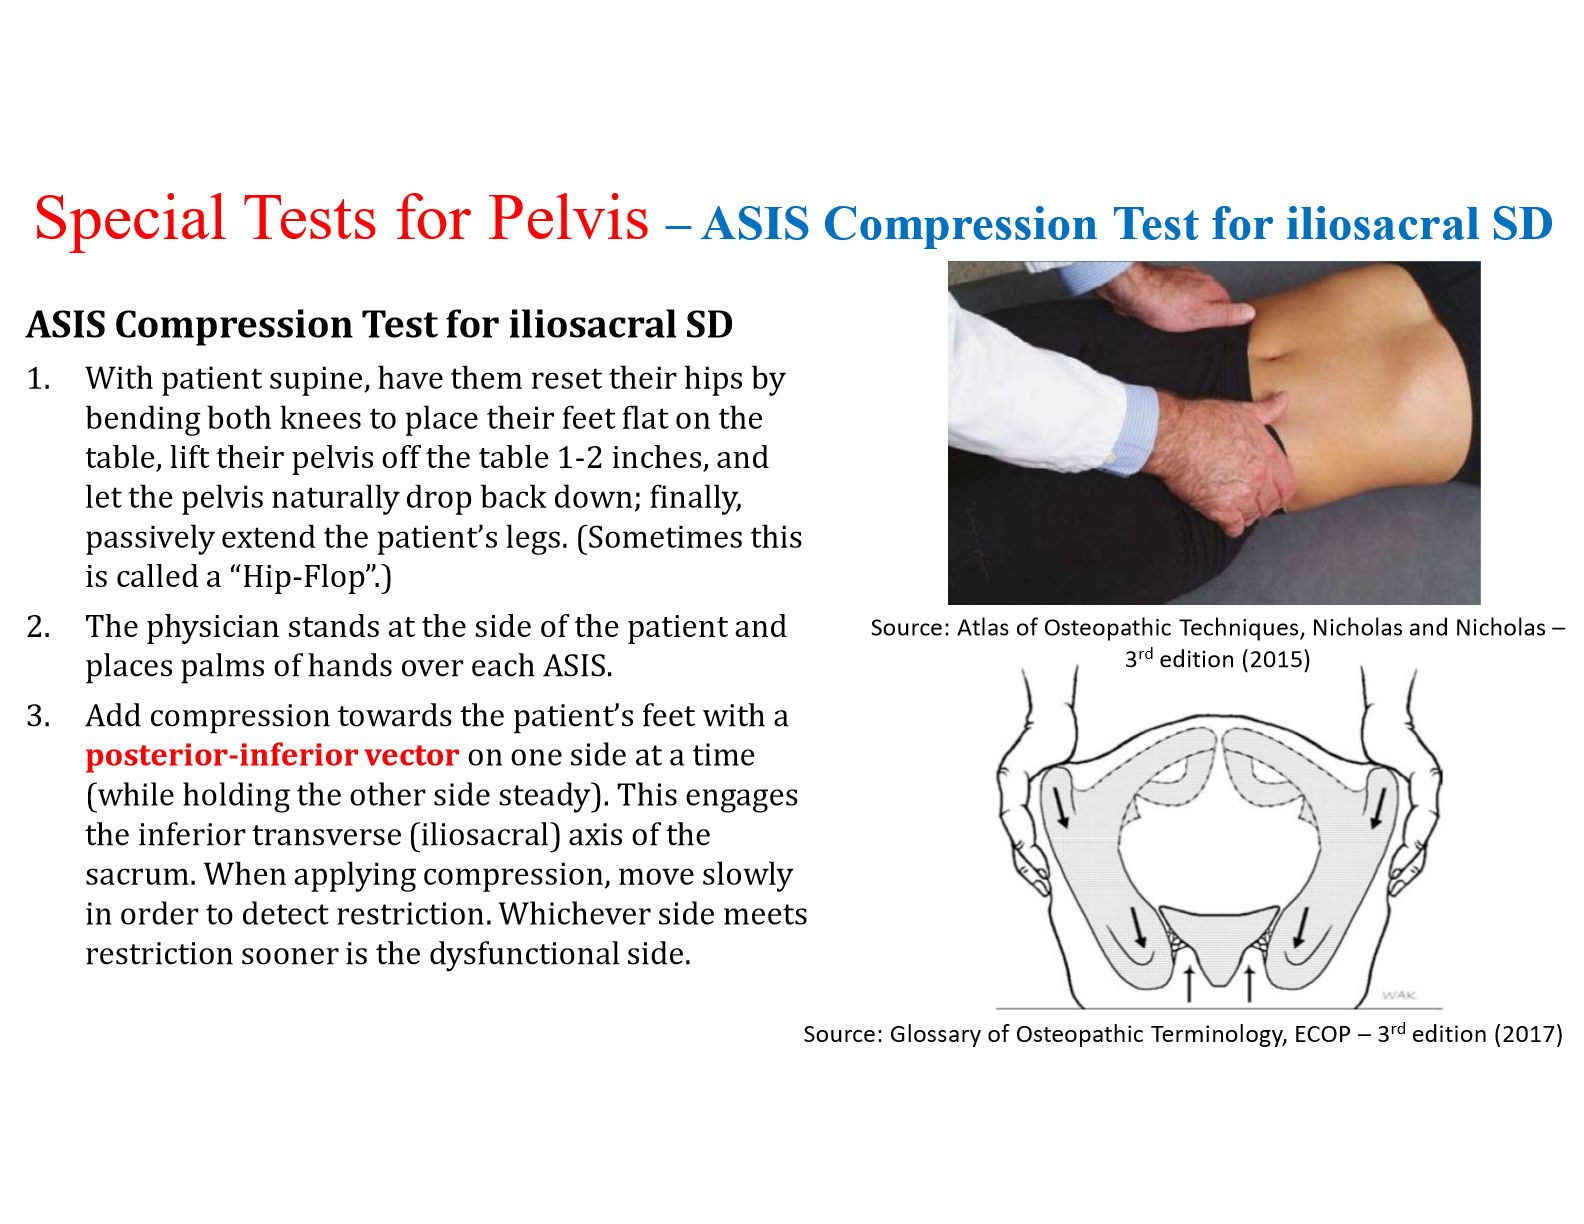 Special Tests for Pelvis – ASIS Compression Test for iliosacral SD
ASIS Compression Test for iliosacral SD
1. With patient supine, have them reset their hips by
bending both knees to place their feet flat on the
table, lift their pelvis off the table 1-2 inches, and
let the pelvis naturally drop back down; finally,
passively extend the patient’s legs. (Sometimes this
is called a “Hip-Flop”.)
2. The physician stands at the side of the patient and
places palms of hands over each ASIS.
3. Add compression towards the patient’s feet with a
posterior-inferior vector on one side at a time
(while holding the other side steady). This engages
the inferior transverse (iliosacral) axis of the
sacrum. When applying compression, move slowly
in order to detect restriction. Whichever side meets
restriction sooner is the dysfunctional side.
Source: Atlas of Osteopathic Techniques, Nicholas and Nicholas –
3rd edition (2015)
WAK
Source: Glossary of Osteopathic Terminology, ECOP – 3rd edition (2017)